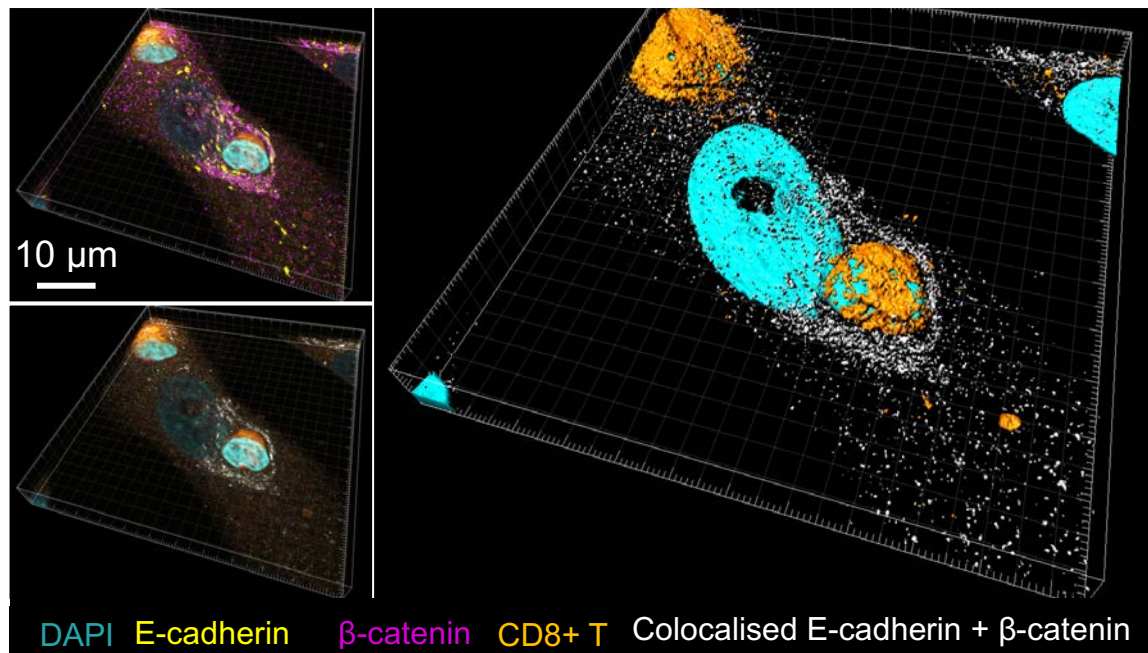 10 µm
DAPI E-cadherin β-catenin CD8+ T Colocalised E-cadherin + β-catenin